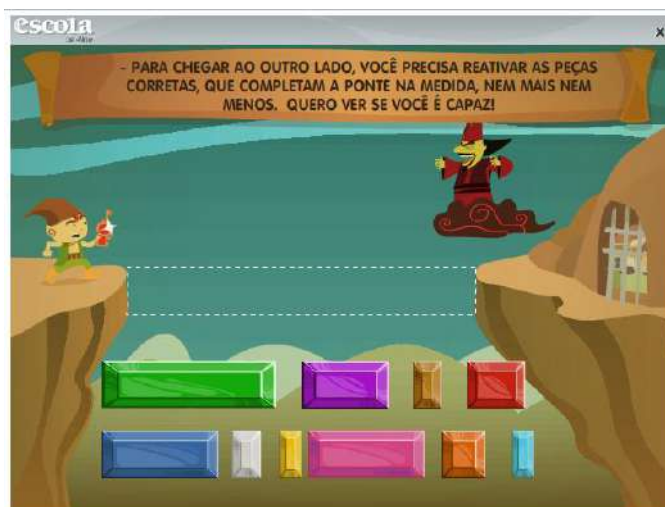 escola
X
- PARA CHEGAR AO OUTRO LADO, VOCÊ PRECISA REATIVAR AS PEÇAS
CORRETAS, QUE COMPLETAM A PONTE NA MEDIDA, NEM MAIS NEM
MENOS. QUERO VER SE VOCÊ É CAPAZ!